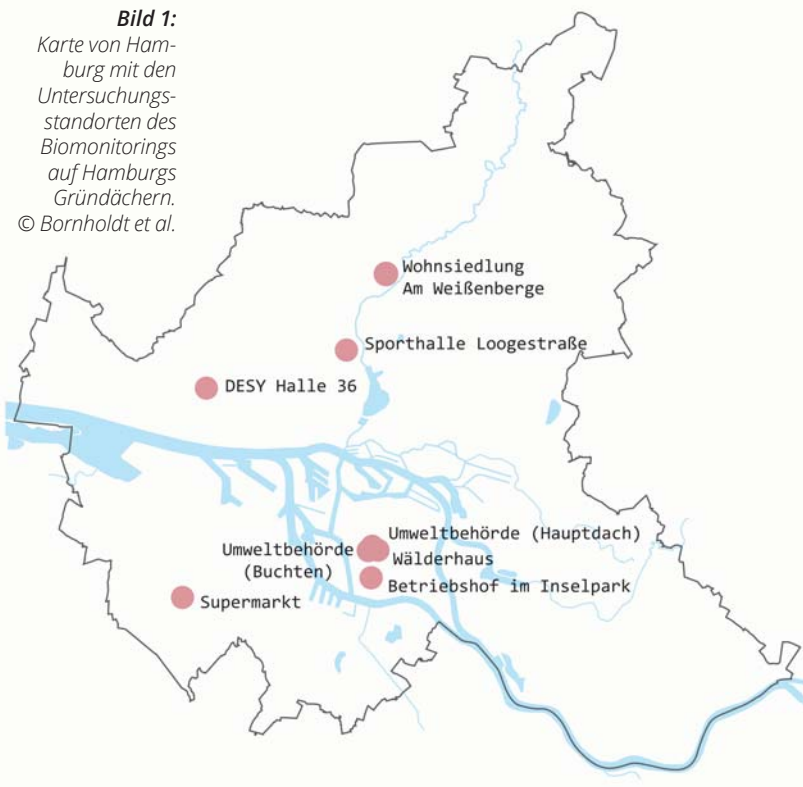 Bild 1:
Karte von Ham-
burg mit den
Untersuchungs-
standorten des
Biomonitorings
auf Hamburgs
Gründächern.
© Bornholdt et al.
Wohnsiedlung
Am Weißenberge
Sporthalle Loogestraße
DESY Halle 36
Umweltbehörde (Hauptdach)
Umweltbehörde
(Buchten)
Wälderhaus
Betriebshof im Inselpark
Supermarkt